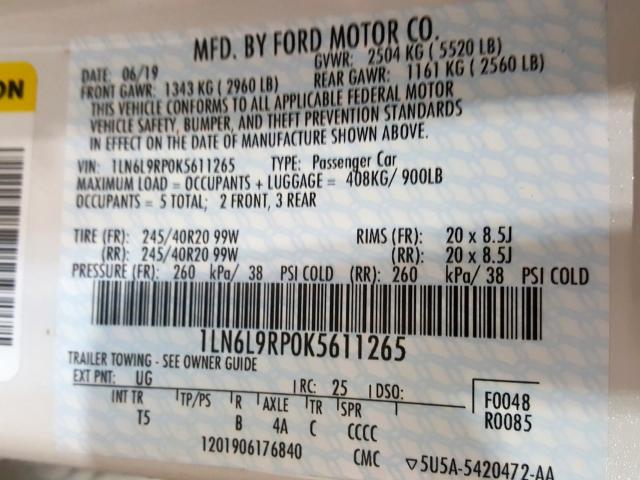 ON
MFD. BY FORD MOTOR CO.
DATE: 06/19 GVWR: 2504 KG ( 5520 LB)
FRONT GAWR: 1343 KG ( 2960 LB) REAR GAWR: 1161 KG ( 2560 LB)
THIS VEHICLE CONFORMS TO ALL APPLICABLE FEDERAL MOTOR
VEHICLE SAFETY, BUMPER, AND THEFT PREVENTION STANDARDS
IN EFFECT ON THE DATE OF MANUFACTURE SHOWN ABOVE.
VIN: 1LN6L9RP0K5611265 TYPE: Passenger Car
MAXIMUM LOAD = OCCUPANTS + LUGGAGE = 408KG/ 900LB
OCCUPANTS = 5 TOTAL; 2 FRONT, 3 REAR
TIRE (FR): 245/40R20 99W RIMS (FR): 20 x 8.5J
(RR): 245/40R20 99W (RR): 20 x 8.5J
PRESSURE (FR): 260 kPa/ 38 PSI COLD (RR): 260 kPa/ 38 PSI COLD
1LN6L9RP0K5611265
TRAILER TOWING - SEE OWNER GUIDE
EXT PNT: UG RC: 25 DSO: F0048
INT TR TP/PS R AXLE TR SPR R0085
T5 B 4A C CCCC
1201906176840 CMC ▽5U5A-5420472-AA